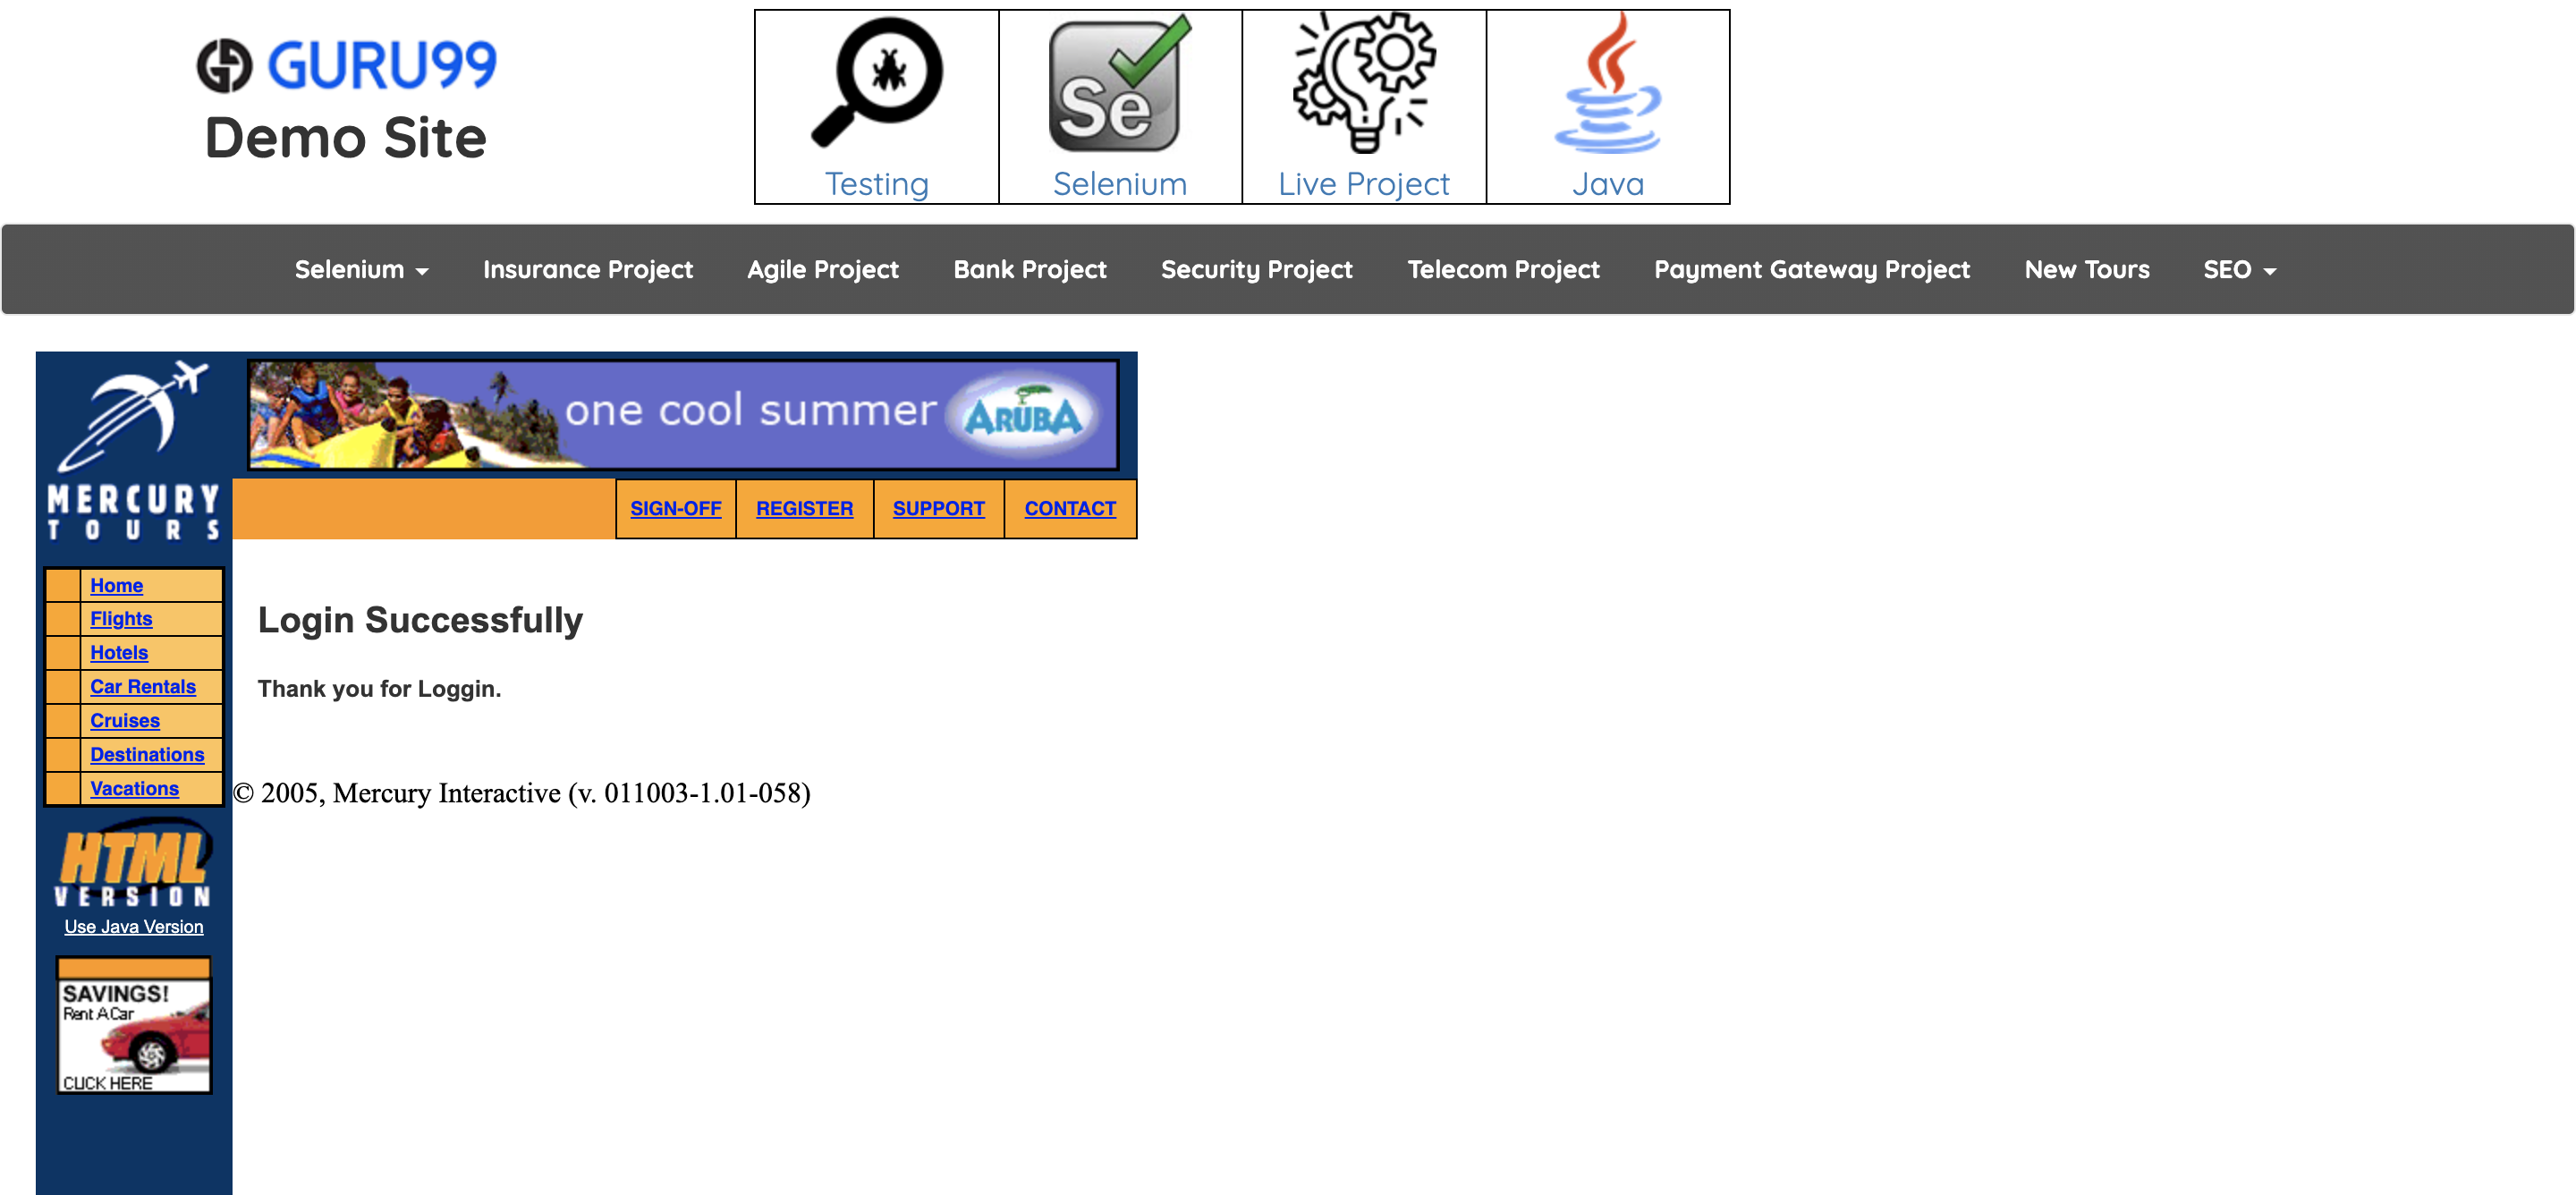 GURU99
Demo Site
Testing
Selenium
Live Project
Java
Selenium
Insurance Project
Agile Project
Bank Project
Security Project
Telecom Project
Payment Gateway Project
New Tours
SEO
MERCURY
TOURS
one cool summer
ARUBA
SIGN-OFF
REGISTER
SUPPORT
CONTACT
Home
Flights
Hotels
Car Rentals
Cruises
Destinations
Vacations
Login Successfully
Thank you for Loggin.
© 2005, Mercury Interactive (v. 011003-1.01-058)
HTML
VERSION
Use Java Version
SAVINGS!
Rent A Car
CLICK HERE
Se